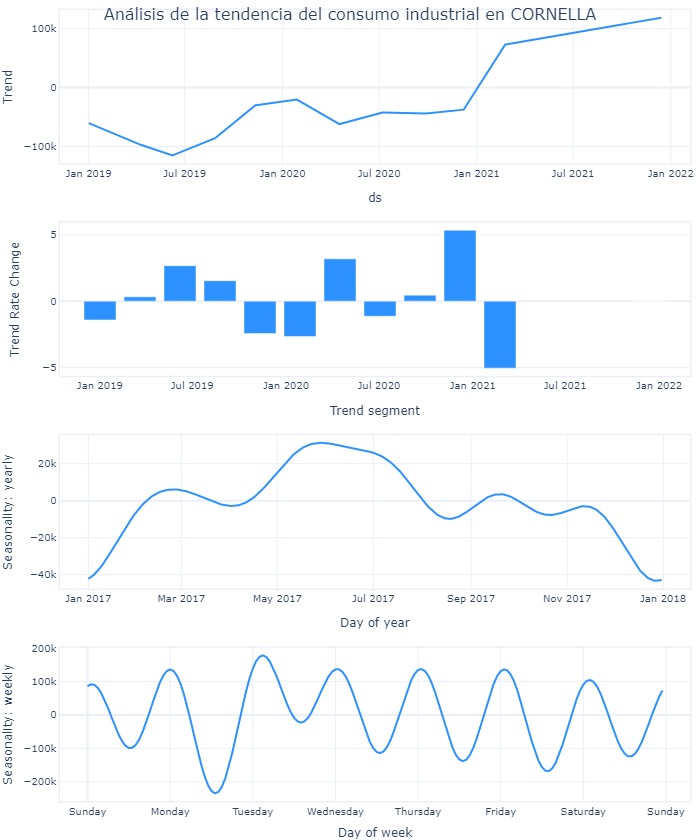 Análisis de la tendencia del consumo industrial en CORNELLA
100k
0
−100k
Trend
Jan 2019 Jul 2019 Jan 2020 Jul 2020 Jan 2021 Jul 2021 Jan 2022
ds
5
0
−5
Trend Rate Change
Jan 2019 Jul 2019 Jan 2020 Jul 2020 Jan 2021 Jul 2021 Jan 2022
Trend segment
20k
0
−20k
−40k
Seasonality: yearly
Jan 2017 Mar 2017 May 2017 Jul 2017 Sep 2017 Nov 2017 Jan 2018
Day of year
200k
100k
0
−100k
−200k
Seasonality: weekly
Sunday Monday Tuesday Wednesday Thursday Friday Saturday Sunday
Day of week